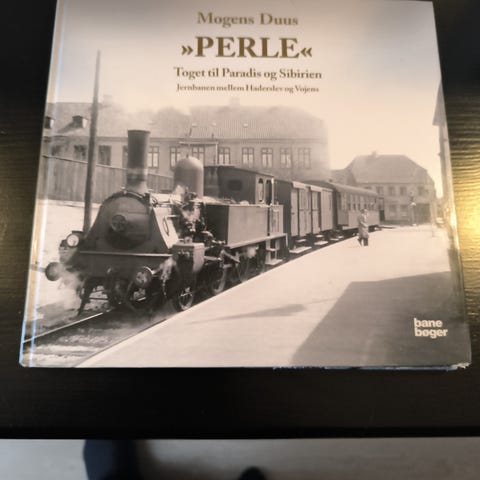 Mogens Duus
»PERLE«
Toget til Paradis og Sibirien
Jernbanen mellem Haderslev og Vojens
bane
bøger